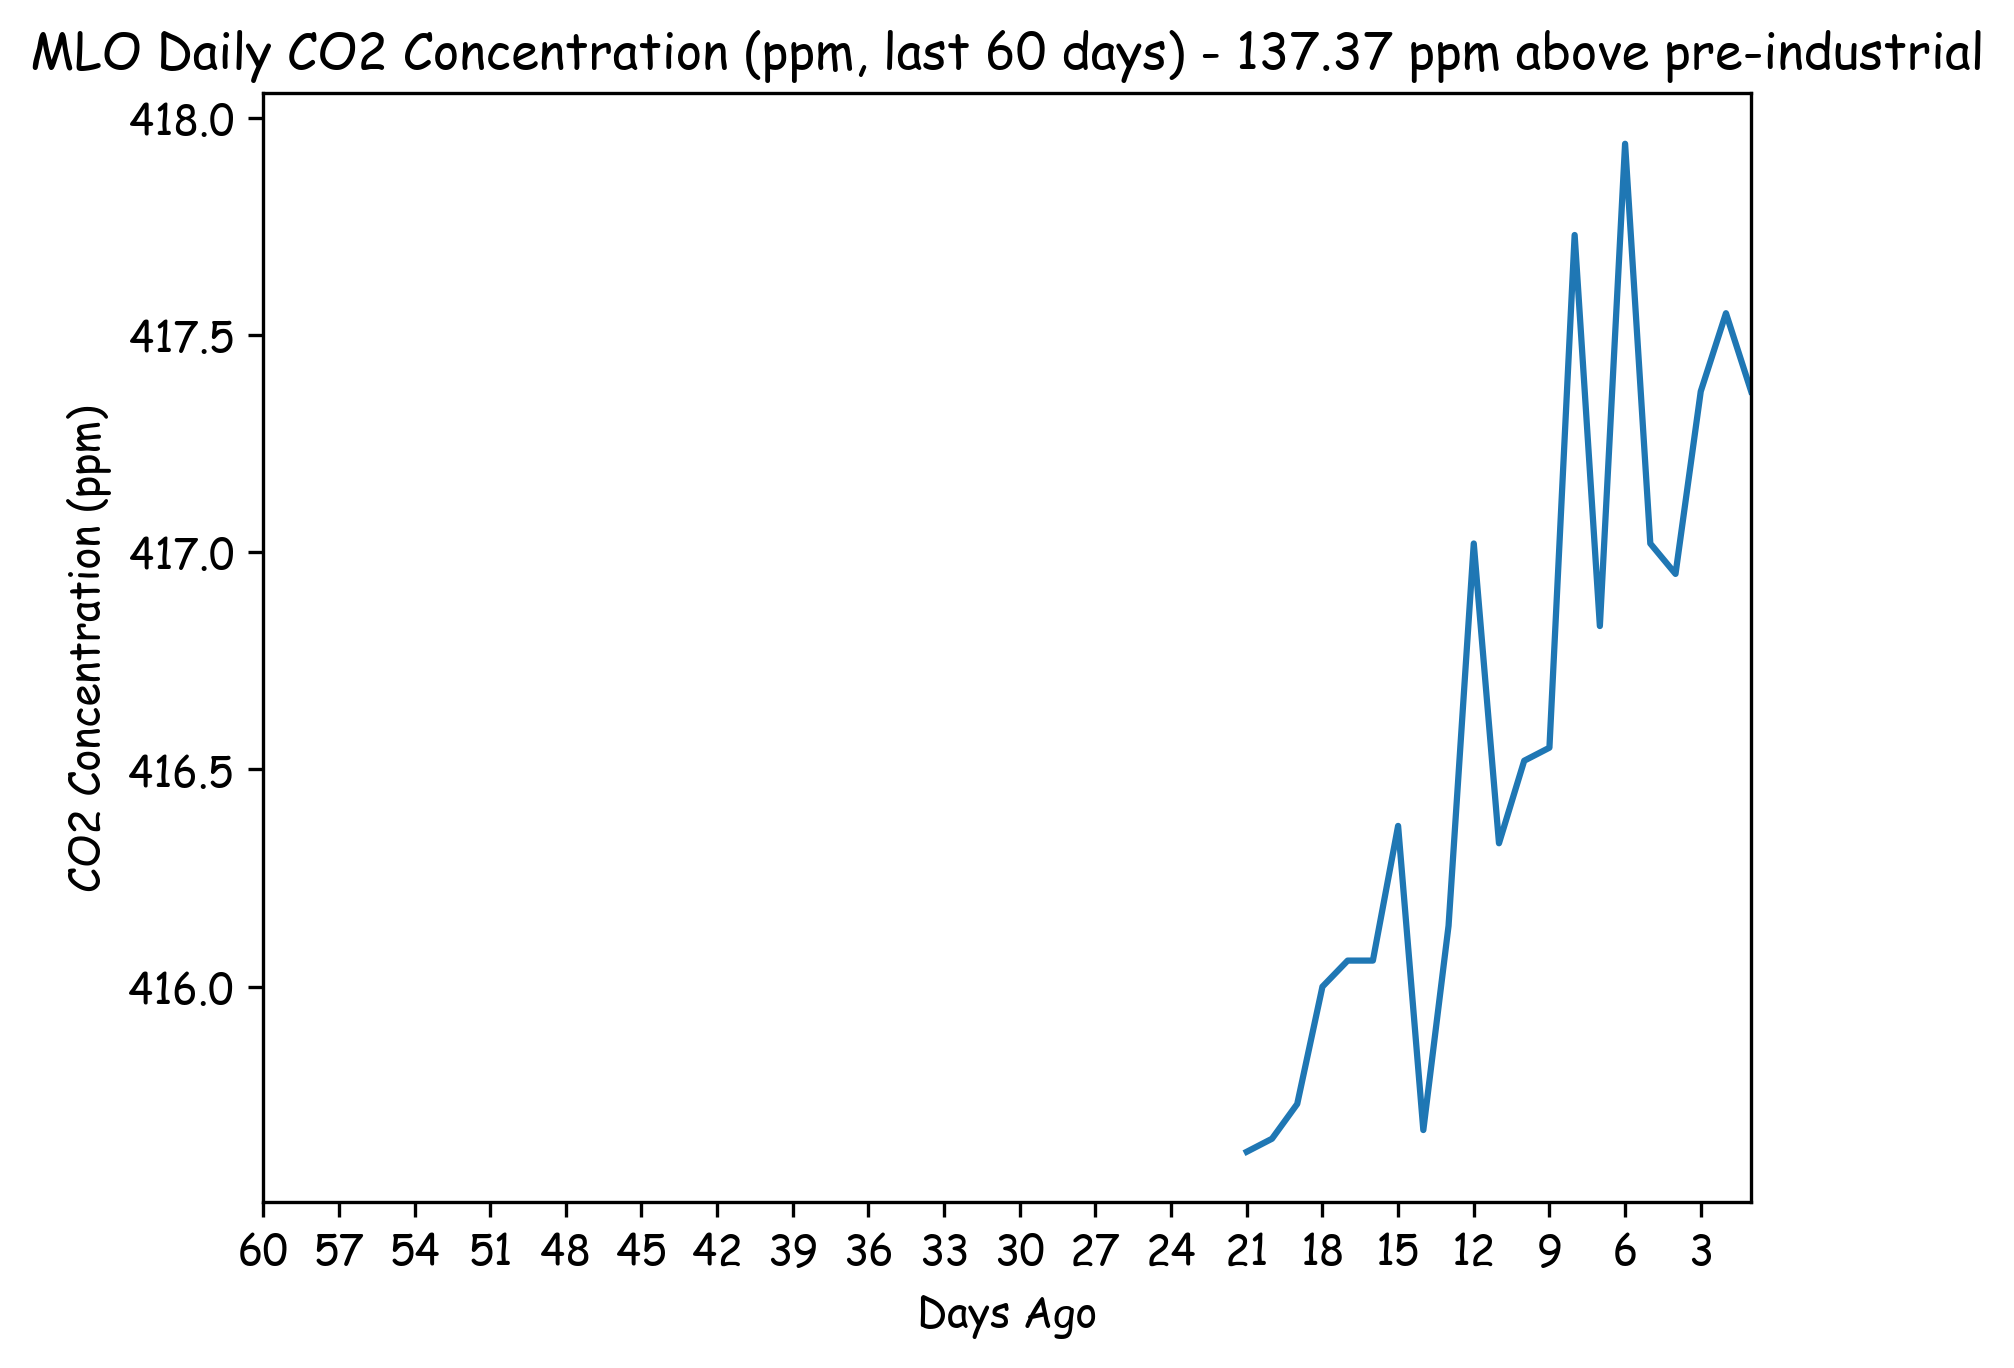 MLO Daily CO2 Concentration (ppm, last 60 days) - 137.37 ppm above pre-industrial
418.0
417.5
417.0
416.5
416.0
CO2 Concentration (ppm)
60 57 54 51 48 45 42 39 36 33 30 27 24 21 18 15 12 9 6 3
Days Ago